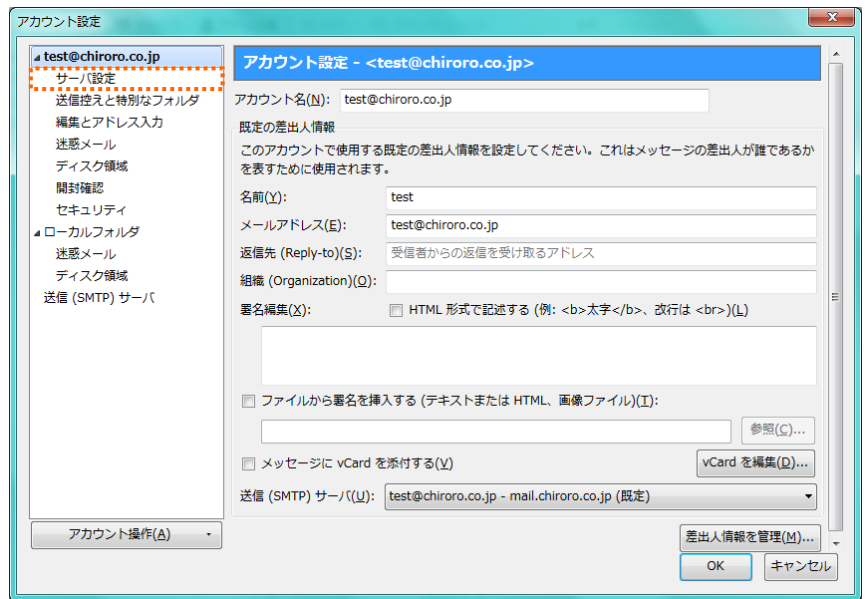 アカウント設定
test@chiroro.co.jp
サーバ設定
送信控えと特別なフォルダ
編集とアドレス入力
迷惑メール
ディスク領域
開封確認
セキュリティ
ローカルフォルダ
迷惑メール
ディスク領域
送信 (SMTP) サーバ
アカウント操作(A)
アカウント設定 - <test@chiroro.co.jp>
アカウント名(N): test@chiroro.co.jp
既定の差出人情報
このアカウントで使用する既定の差出人情報を設定してください。これはメッセージの差出人が誰であるか
を表すために使用されます。
名前(Y): test
メールアドレス(E): test@chiroro.co.jp
返信先 (Reply-to)(S): 受信者からの返信を受け取るアドレス
組織 (Organization)(O):
署名編集(X): HTML 形式で記述する (例: <b>太字</b>、改行は <br>)(L)
ファイルから署名を挿入する (テキストまたは HTML、画像ファイル)(T):
参照(C)...
メッセージに vCard を添付する(V) vCard を編集(D)...
送信 (SMTP) サーバ(U): test@chiroro.co.jp - mail.chiroro.co.jp (既定)
差出人情報を管理(M)...
OK キャンセル